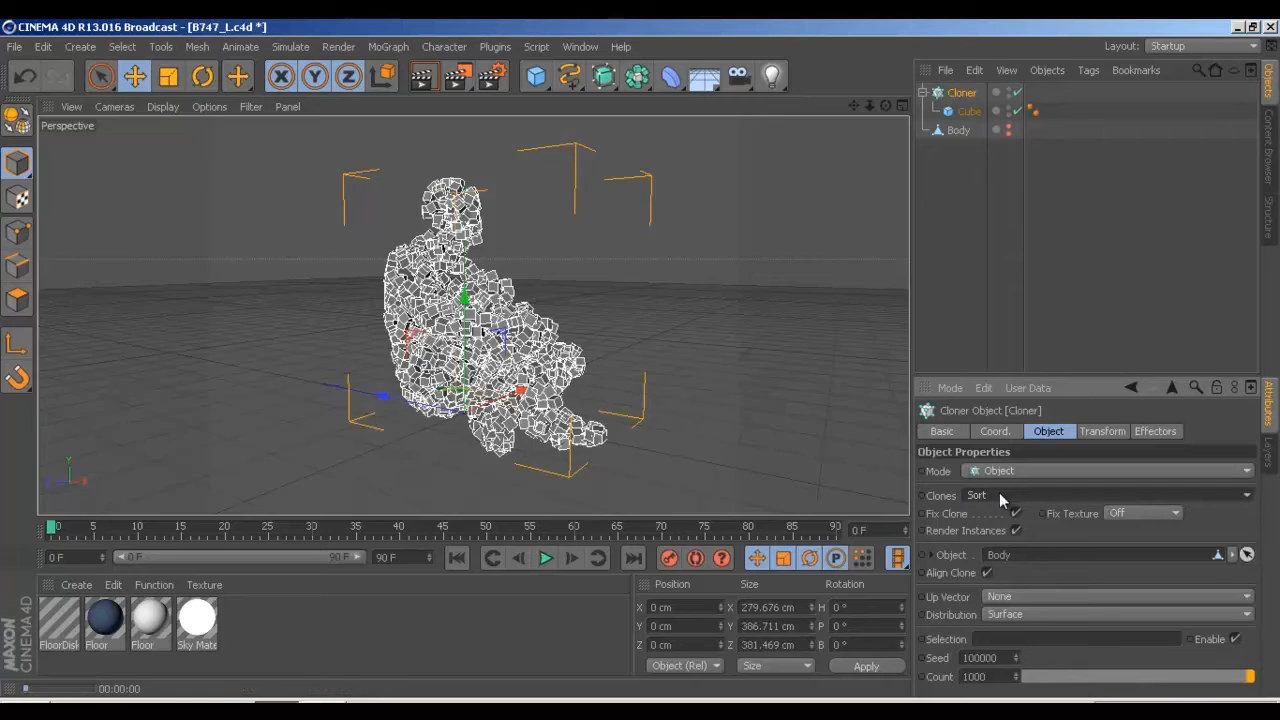 CINEMA 4D R13.016 Broadcast - [B747_L.c4d *]
File Edit Create Select Tools Mesh Animate Simulate Render MoGraph Character Plugins Script Window Help
Layout: Startup
X Y Z
File Edit View Objects Tags Bookmarks
View Cameras Display Options Filter Panel
Perspective
Cloner
Cube
Body
Objects
Content Browser
Structure
Y
X
Mode Edit User Data
Cloner Object [Cloner]
Basic Coord. Object Transform Effectors
Object Properties
Mode Object
Clones Sort
Fix Clone Fix Texture Off
Render Instances
Object Body
Align Clone
Up Vector None
Distribution Surface
Selection Enable
Seed 100000
Count 1000
Attributes
Layers
0 5 10 15 20 25 30 35 40 45 50 55 60 65 70 75 80 85 90 0 F
0 F 0 F 90 F 90 F
P
Create Edit Function Texture
FloorDisk Floor Floor Sky Mate
Position Size Rotation
X 0 cm X 279.676 cm H 0 °
Y 0 cm Y 386.711 cm P 0 °
Z 0 cm Z 381.469 cm B 0 °
Object (Rel) Size Apply
MAXON
CINEMA 4D
00:00:00